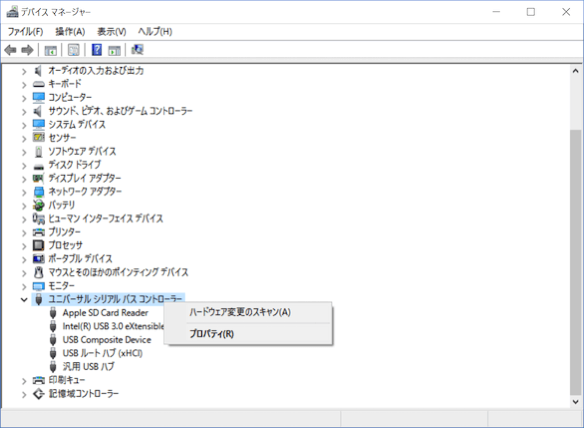 デバイス マネージャー
ファイル(F) 操作(A) 表示(V) ヘルプ(H)
オーディオの入力および出力
キーボード
コンピューター
サウンド、ビデオ、およびゲーム コントローラー
システム デバイス
センサー
ソフトウェア デバイス
ディスク ドライブ
ディスプレイ アダプター
ネットワーク アダプター
バッテリ
ヒューマン インターフェイス デバイス
プリンター
プロセッサ
ポータブル デバイス
マウスとそのほかのポインティング デバイス
モニター
ユニバーサル シリアル バス コントローラー
Apple SD Card Reader
ハードウェア変更のスキャン(A)
Intel(R) USB 3.0 eXtensible
プロパティ(R)
USB Composite Device
USB ルート ハブ (xHCI)
汎用 USB ハブ
印刷キュー
記憶域コントローラー